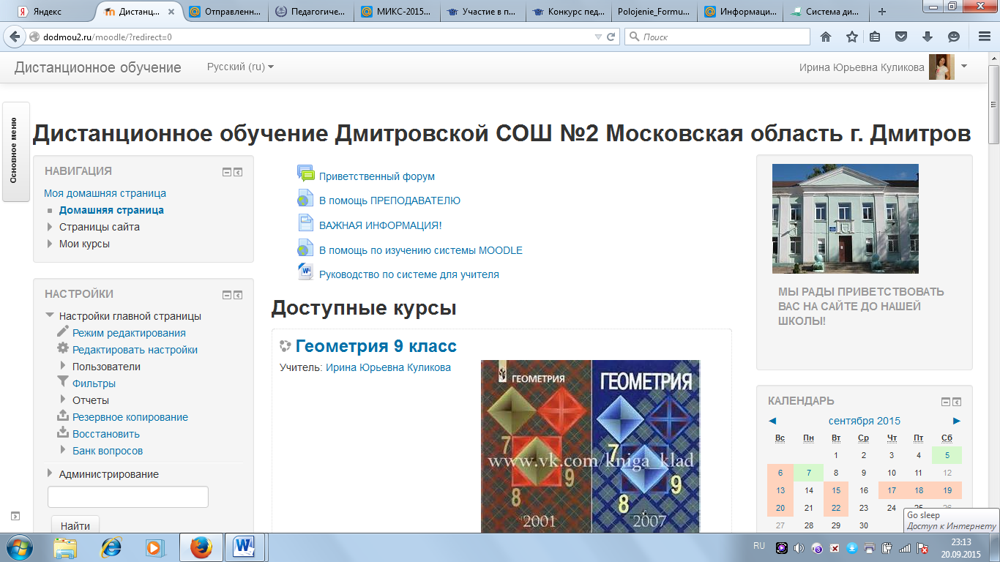 Яндекс
Дистанц...
Отправленн...
Педагогиче...
МИКС-2015...
Участие в п...
Конкурс пед...
Polojenie_Formu...
Информаци...
Система ди...
dodmou2.ru/moodle/?redirect=0
Поиск
Дистанционное обучение
Русский (ru)
Ирина Юрьевна Куликова
Основное меню
Дистанционное обучение Дмитровской СОШ №2 Московская область г. Дмитров
НАВИГАЦИЯ
Моя домашняя страница
Домашняя страница
Страницы сайта
Мои курсы
НАСТРОЙКИ
Настройки главной страницы
Режим редактирования
Редактировать настройки
Пользователи
Фильтры
Отчеты
Резервное копирование
Восстановить
Банк вопросов
Администрирование
Найти
Приветственный форум
В помощь ПРЕПОДАВАТЕЛЮ
ВАЖНАЯ ИНФОРМАЦИЯ!
В помощь по изучению системы MOODLE
Руководство по системе для учителя
Доступные курсы
Геометрия 9 класс
Учитель: Ирина Юрьевна Куликова
ГЕОМЕТРИЯ
7
8
9
2001
ГЕОМЕТРИЯ
7
8
9
2007
www.vk.com/kniga_klad
МЫ РАДЫ ПРИВЕТСТВОВАТЬ
ВАС НА САЙТЕ ДО НАШЕЙ
ШКОЛЫ!
КАЛЕНДАРЬ
сентября 2015
Вс Пн Вт Ср Чт Пт Сб
1 2 3 4 5
6 7 8 9 10 11 12
13 14 15 16 17 18 19
20 21 22 23 24 25 26
27 28 29 30
Go sleep
Доступ к Интернету
RU
23:13
20.09.2015